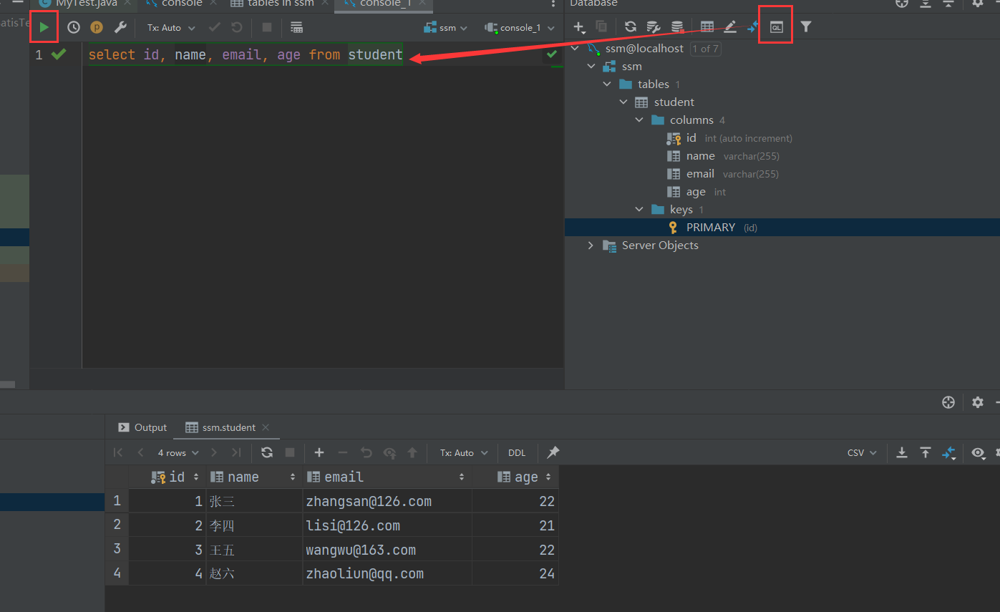 MyTest.java console tables in ssm console_1
Database
Tx: Auto ssm console_1
1 select id, name, email, age from student
ssm@localhost 1 of 7
ssm
tables 1
student
columns 4
id int (auto increment)
name varchar(255)
email varchar(255)
age int
keys 1
PRIMARY (id)
Server Objects
Output ssm.student
4 rows Tx: Auto DDL CSV
id name email age
1 1 张三 zhangsan@126.com 22
2 2 李四 lisi@126.com 21
3 3 王五 wangwu@163.com 22
4 4 赵六 zhaoliun@qq.com 24